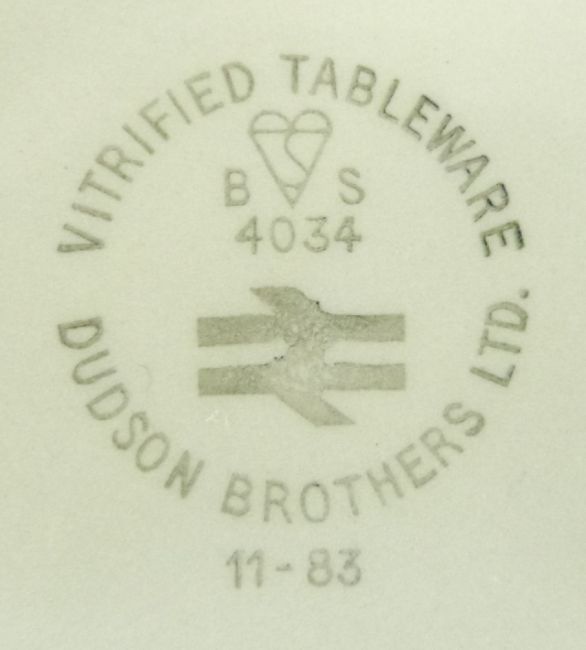 VITRIFIED TABLEWARE
B S
4034
DUDSON BROTHERS LTD.
11-83